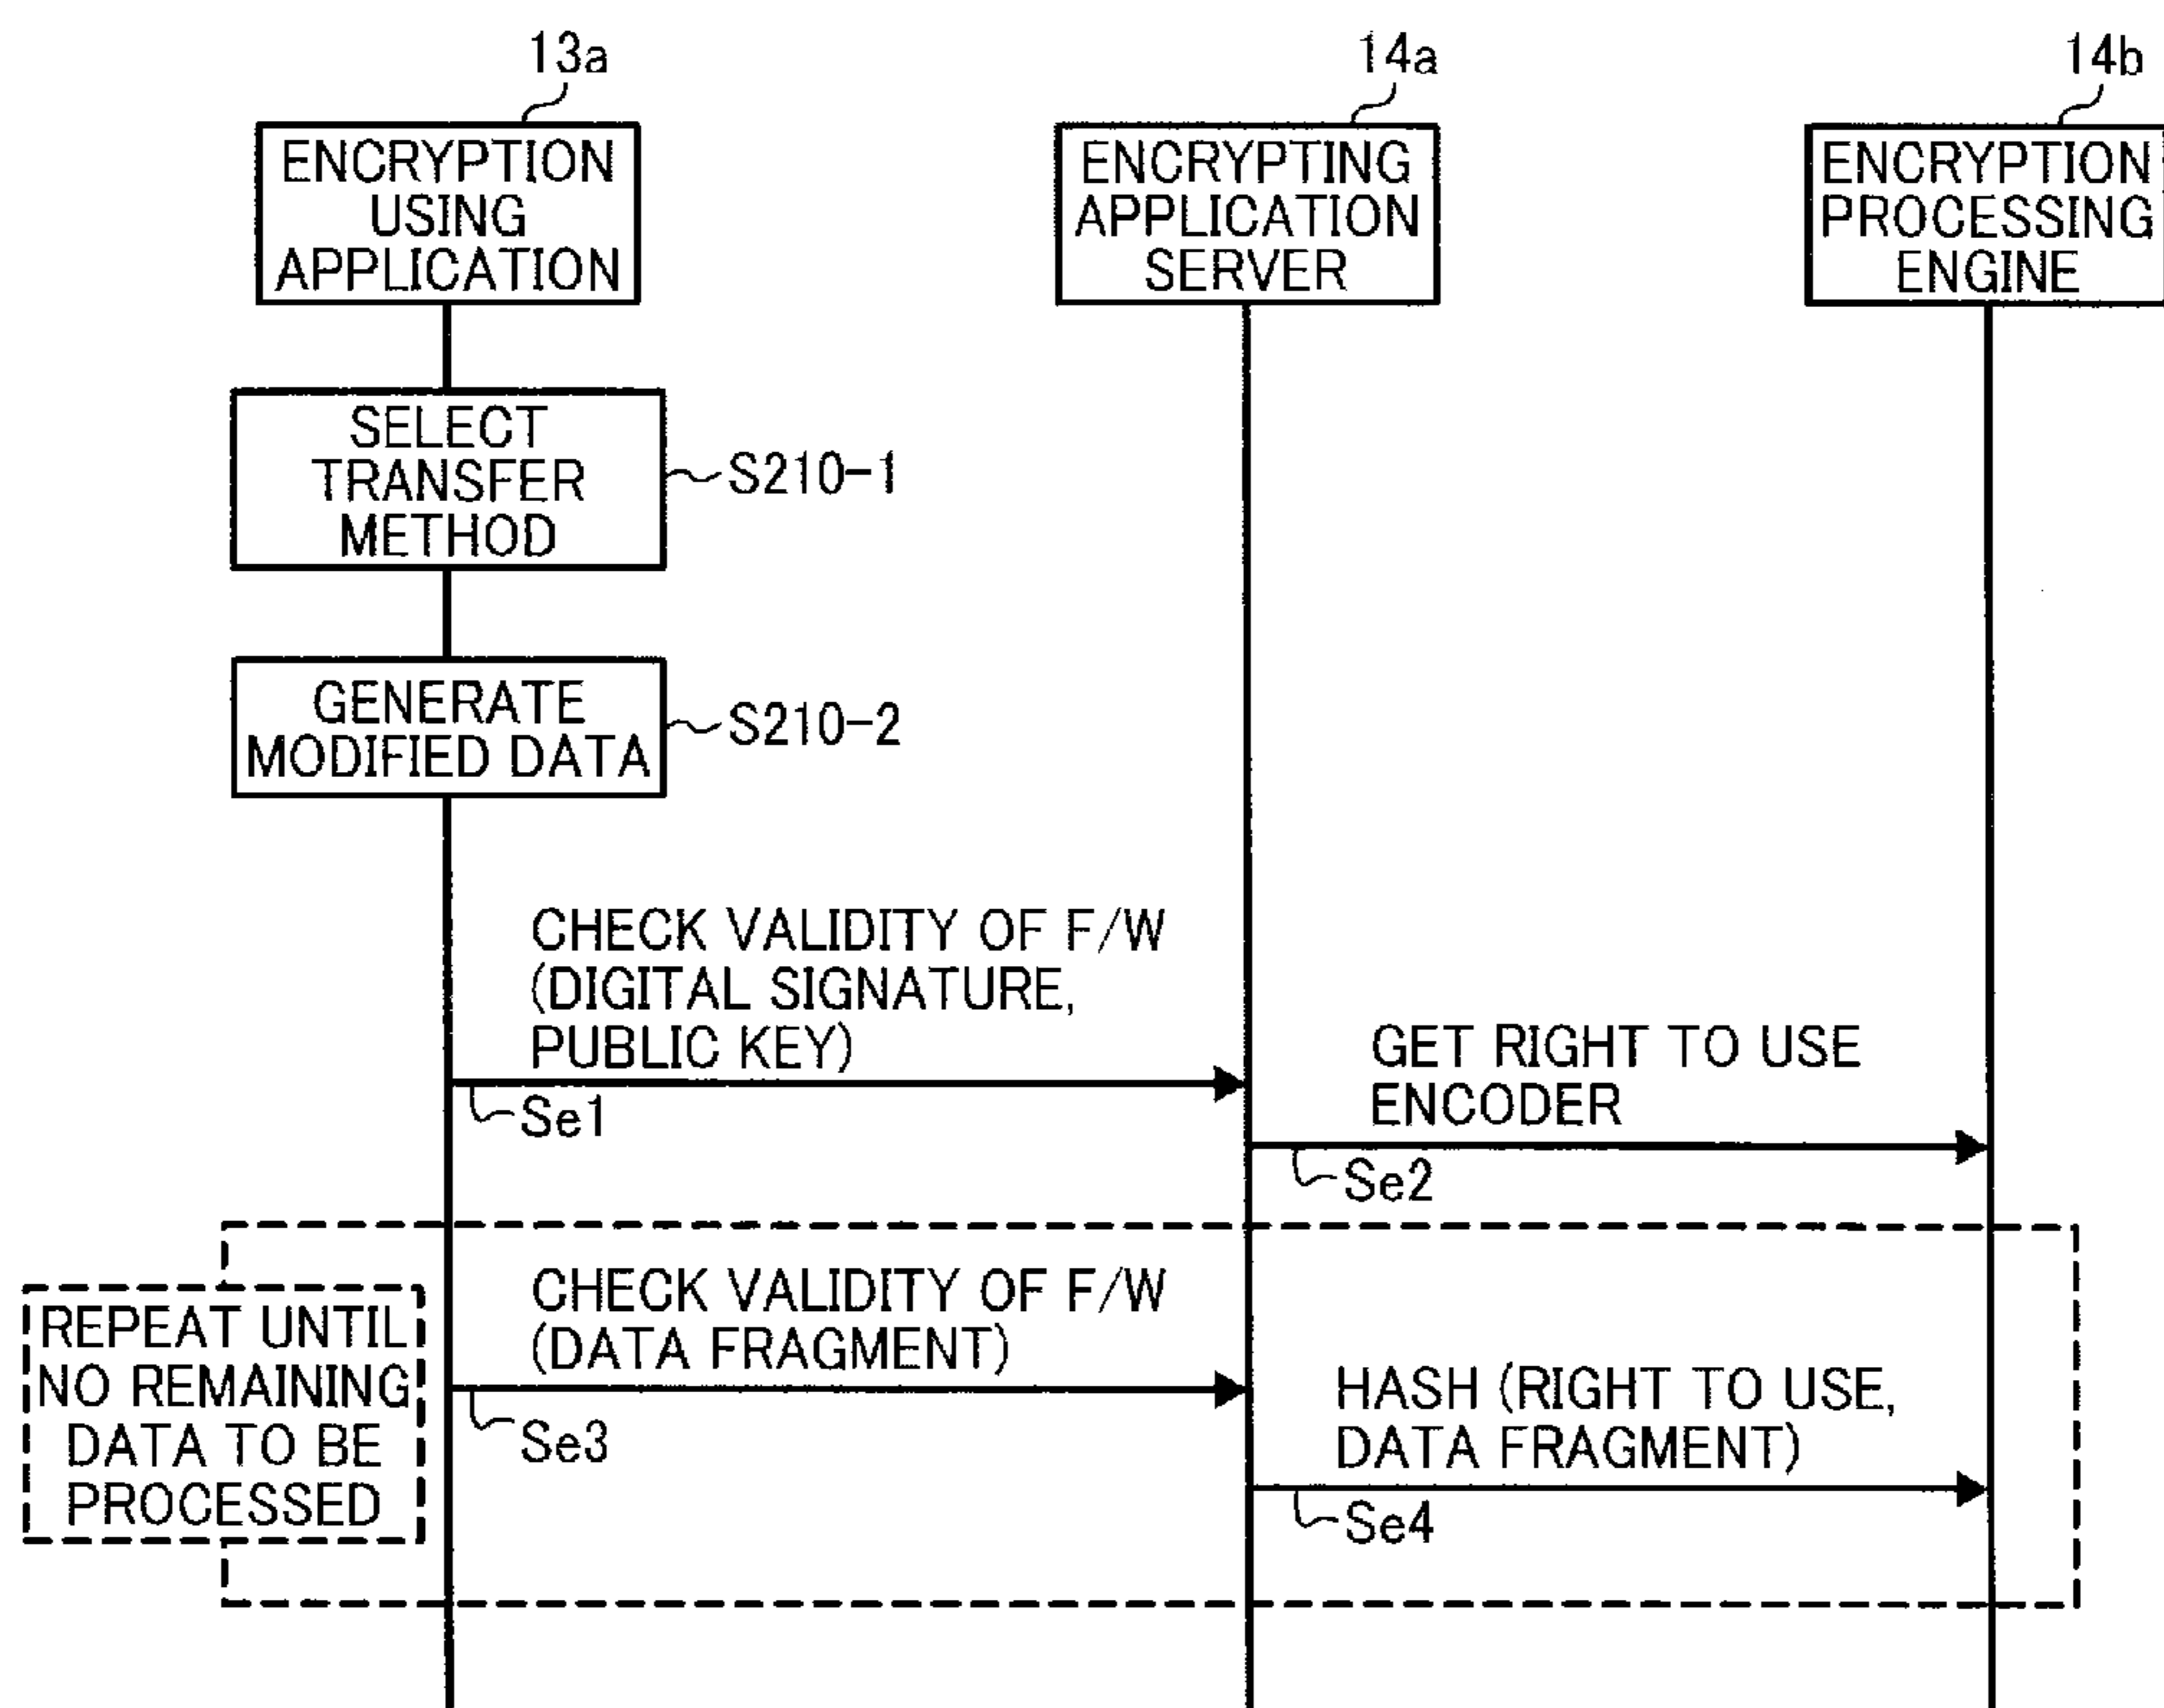 13a
14a
14b
ENCRYPTION
USING
APPLICATION
ENCRYPTING
APPLICATION
SERVER
ENCRYPTION
PROCESSING
ENGINE
SELECT
TRANSFER
METHOD
S210-1
GENERATE
MODIFIED DATA
S210-2
CHECK VALIDITY OF F/W
(DIGITAL SIGNATURE,
PUBLIC KEY)
Se1
GET RIGHT TO USE
ENCODER
Se2
REPEAT UNTIL
NO REMAINING
DATA TO BE
PROCESSED
CHECK VALIDITY OF F/W
(DATA FRAGMENT)
Se3
HASH (RIGHT TO USE,
DATA FRAGMENT)
Se4